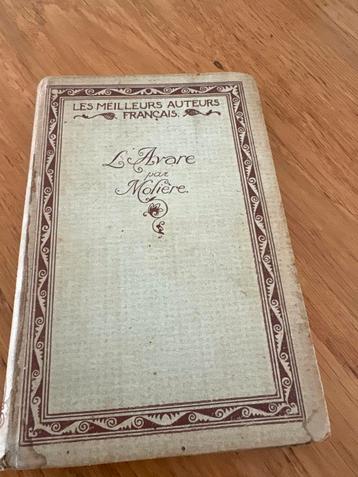 LES MEILLEURS AUTEURS
FRANÇAIS.
L'Avare
par
Molière.